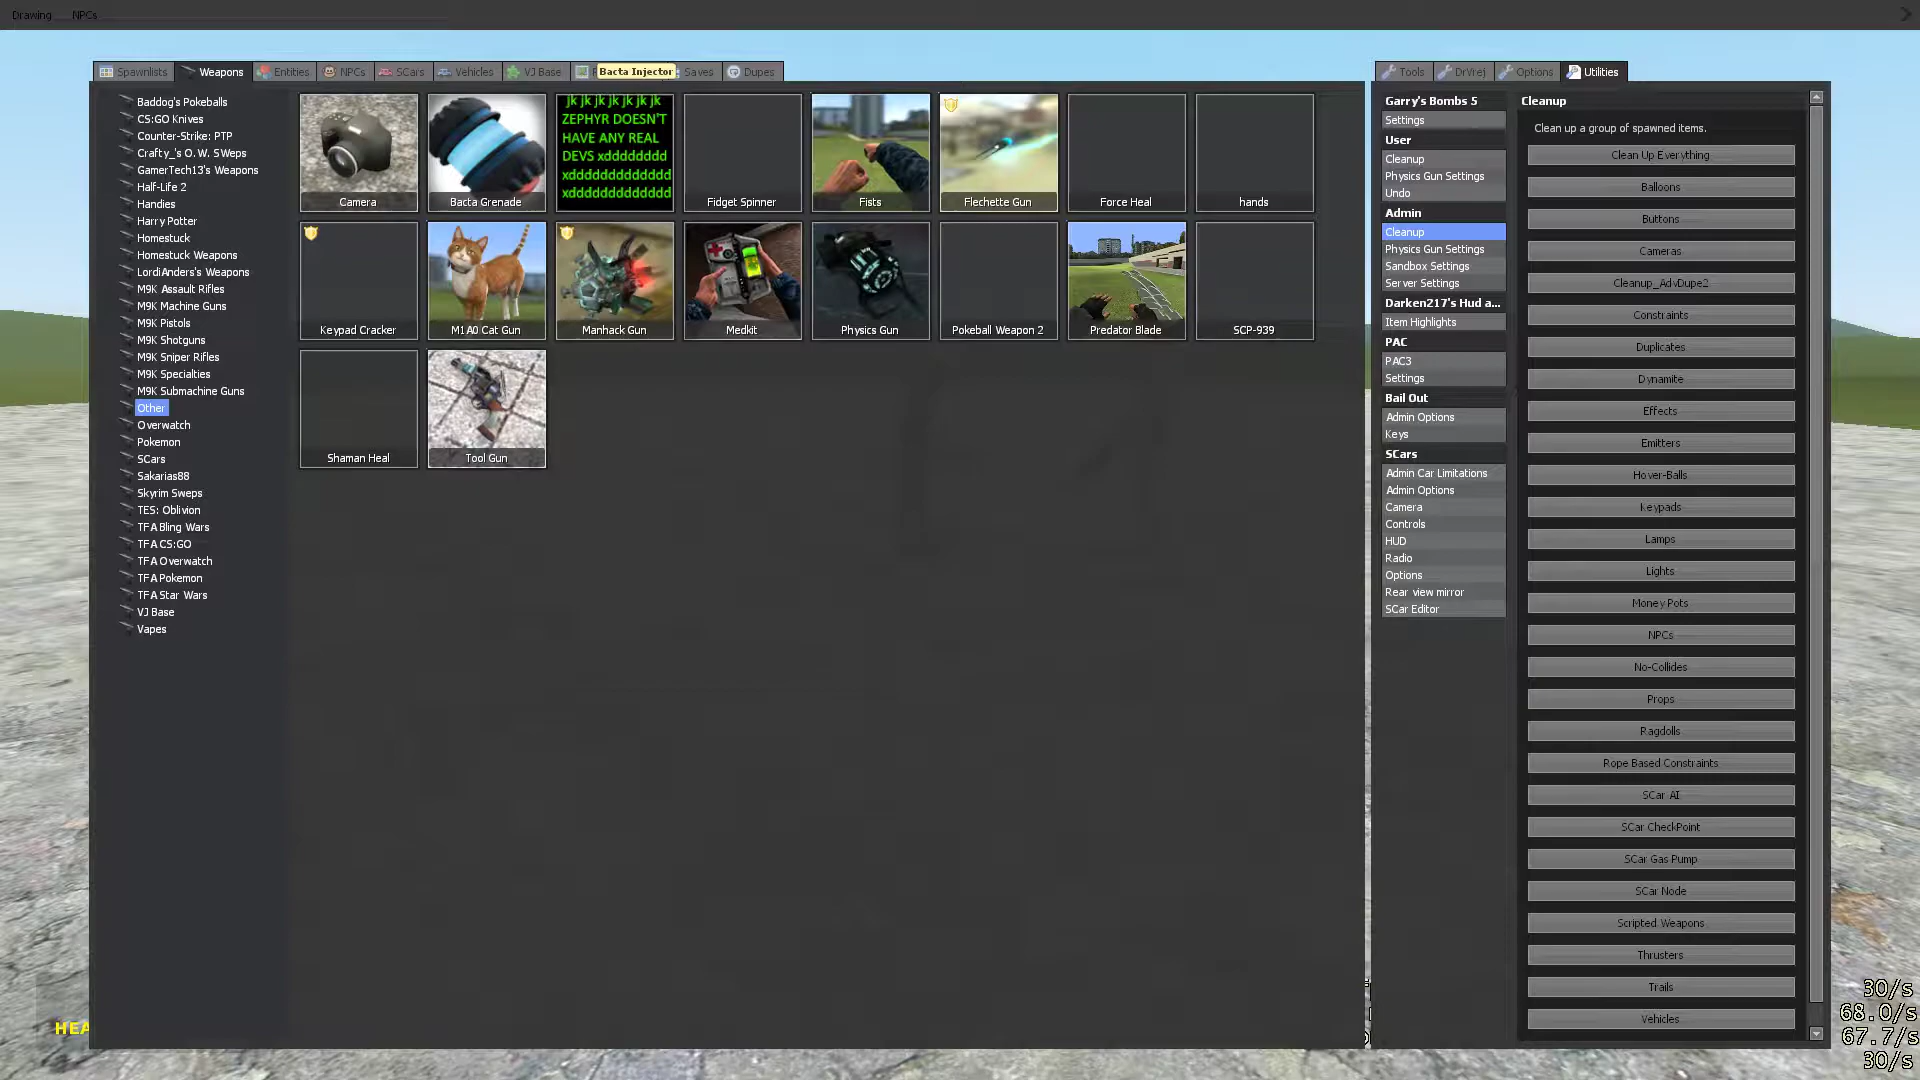 Drawing NPCs
Spawnlists Weapons Entities NPCs SCars Vehicles VJ Base Bacta Injector Saves Dupes
Tools DrVrej Options Utilities
Baddog's Pokeballs
CS:GO Knives
Counter-Strike: PTP
Crafty_'s O. W. SWeps
GamerTech13's Weapons
Half-Life 2
Handies
Harry Potter
Homestuck
Homestuck Weapons
LordiAnders's Weapons
M9K Assault Rifles
M9K Machine Guns
M9K Pistols
M9K Shotguns
M9K Sniper Rifles
M9K Specialties
M9K Submachine Guns
Other
Overwatch
Pokemon
SCars
Sakarias88
Skyrim Sweps
TES: Oblivion
TFA Bling Wars
TFA CS:GO
TFA Overwatch
TFA Pokemon
TFA Star Wars
VJ Base
Vapes
jk jk jk jk jk jk jk
ZEPHYR DOESN'T
HAVE ANY REAL
DEVS xdddddddd
xdddddddddddd
xdddddddddddd
Camera Bacta Grenade Fidget Spinner Fists Flechette Gun Force Heal hands
Keypad Cracker M1A0 Cat Gun Manhack Gun Medkit Physics Gun Pokeball Weapon 2 Predator Blade SCP-939
Shaman Heal Tool Gun
Garry's Bombs 5
Settings
User
Cleanup
Physics Gun Settings
Undo
Admin
Cleanup
Physics Gun Settings
Sandbox Settings
Server Settings
Darken217's Hud a...
Item Highlights
PAC
PAC3
Settings
Bail Out
Admin Options
Keys
SCars
Admin Car Limitations
Admin Options
Camera
Controls
HUD
Radio
Options
Rear view mirror
SCar Editor
Cleanup
Clean up a group of spawned items.
Clean Up Everything
Balloons
Buttons
Cameras
Cleanup_AdvDupe2
Constraints
Duplicates
Dynamite
Effects
Emitters
Hover-Balls
Keypads
Lamps
Lights
Money Pots
NPCs
No-Collides
Props
Ragdolls
Rope Based Constraints
SCar AI
SCar CheckPoint
SCar Gas Pump
SCar Node
Scripted Weapons
Thrusters
Trails
Vehicles
HEA
30/s
68.0/s
67.7/s
30/s